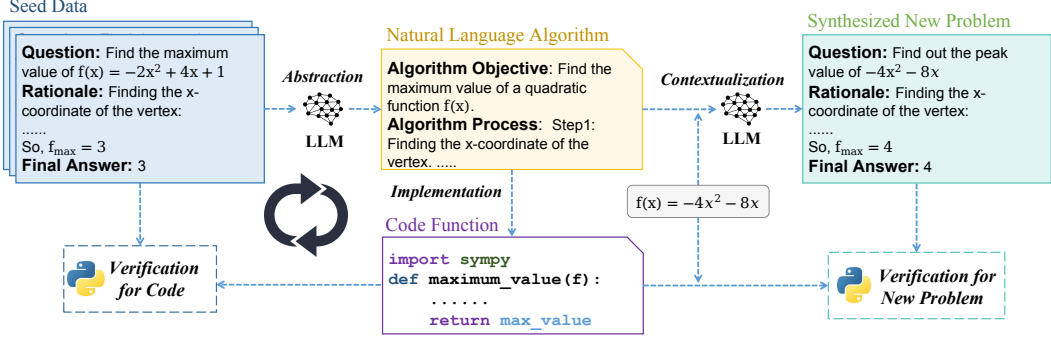 Seed Data
Question: Find the maximum
value of f(x) = −2x² + 4x + 1
Rationale: Finding the x-
coordinate of the vertex:
......
So, fmax = 3
Final Answer: 3
Abstraction
LLM
Natural Language Algorithm
Algorithm Objective: Find the
maximum value of a quadratic
function f(x).
Algorithm Process: Step1:
Finding the x-coordinate of the
vertex. .....
Contextualization
LLM
Synthesized New Problem
Question: Find out the peak
value of −4x² − 8x
Rationale: Finding the x-
coordinate of the vertex:
......
So, fmax = 4
Final Answer: 4
Implementation
f(x) = −4x² − 8x
Code Function
import sympy
def maximum_value(f):
......
return max_value
Verification
for Code
Verification for
New Problem